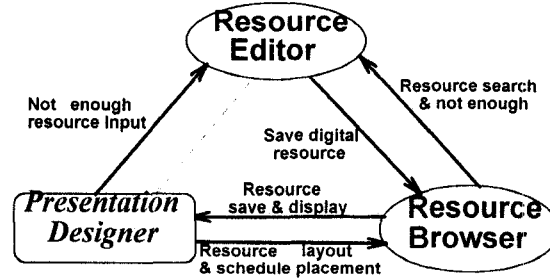 Resource
Editor
Not enough
resource input
Resource search
& not enough
Save digital
resource
Presentation
Designer
Resource
save & display
Resource
Browser
Resource layout
& schedule placement